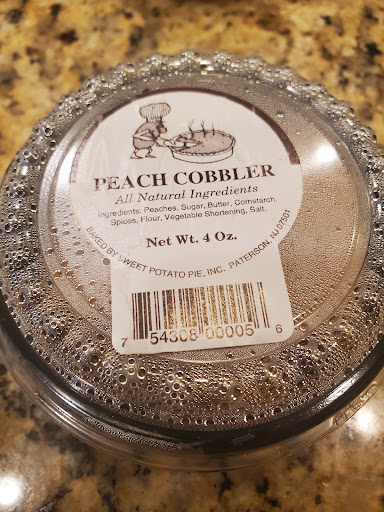 PEACH COBBLER
All Natural Ingredients
Ingredients: Peaches, Sugar, Butter, Cornstarch,
Spices, Flour, Vegetable Shortening, Salt.
Net Wt. 4 Oz.
BAKED BY SWEET POTATO PIE, INC. PATERSON, NJ 07501
7 54308 00005 6